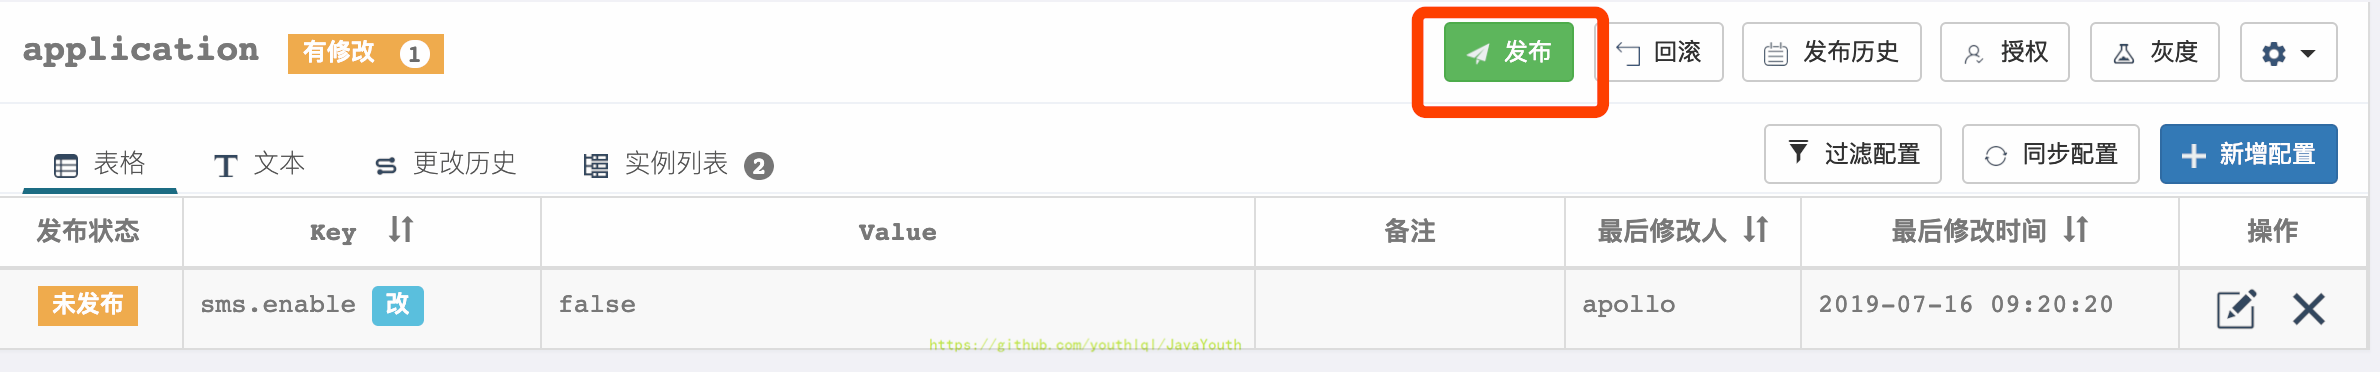 application 有修改 1 发布 回滚 发布历史 授权 灰度
表格 文本 更改历史 实例列表 2 过滤配置 同步配置 新增配置
发布状态 Key Value 备注 最后修改人 最后修改时间 操作
未发布 sms.enable 改 false apollo 2019-07-16 09:20:20
https://github.com/youthlql/JavaYouth